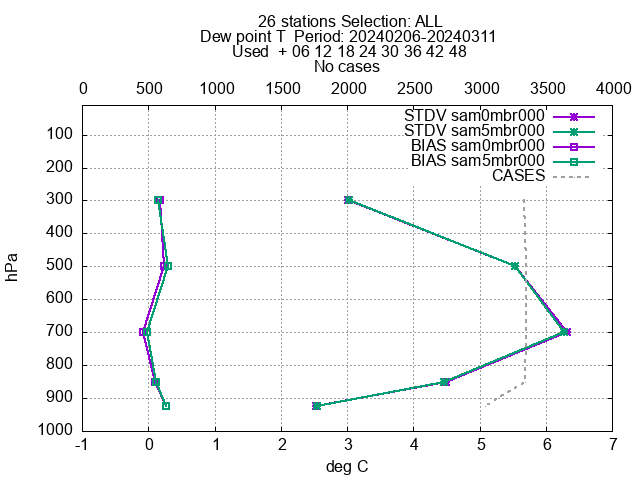 26 stations Selection: ALL
Dew point T  Period: 20240206-20240311
Used  + 06 12 18 24 30 36 42 48
No cases
0 500 1000 1500 2000 2500 3000 3500 4000
STDV sam0mbr000
STDV sam5mbr000
BIAS sam0mbr000
BIAS sam5mbr000
CASES
100
200
300
400
500
600
700
800
900
1000
hPa
-1 0 1 2 3 4 5 6 7
deg C